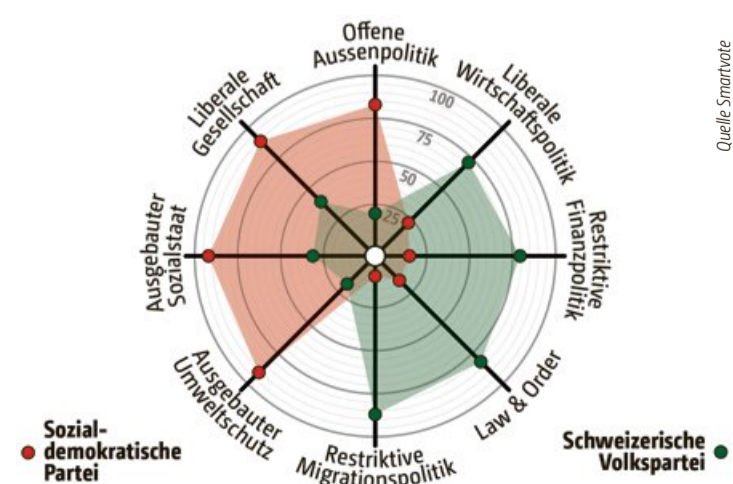 Offene
Aussenpolitik
Liberale
Wirtschaftspolitik
Restriktive
Finanzpolitik
Law & Order
Restriktive
Migrationspolitik
Ausgebauter
Umweltschutz
Ausgebauter
Sozialstaat
Liberale
Gesellschaft
100
75
50
25
Quelle Smartvote
Sozial-
demokratische
Partei
Schweizerische
Volkspartei